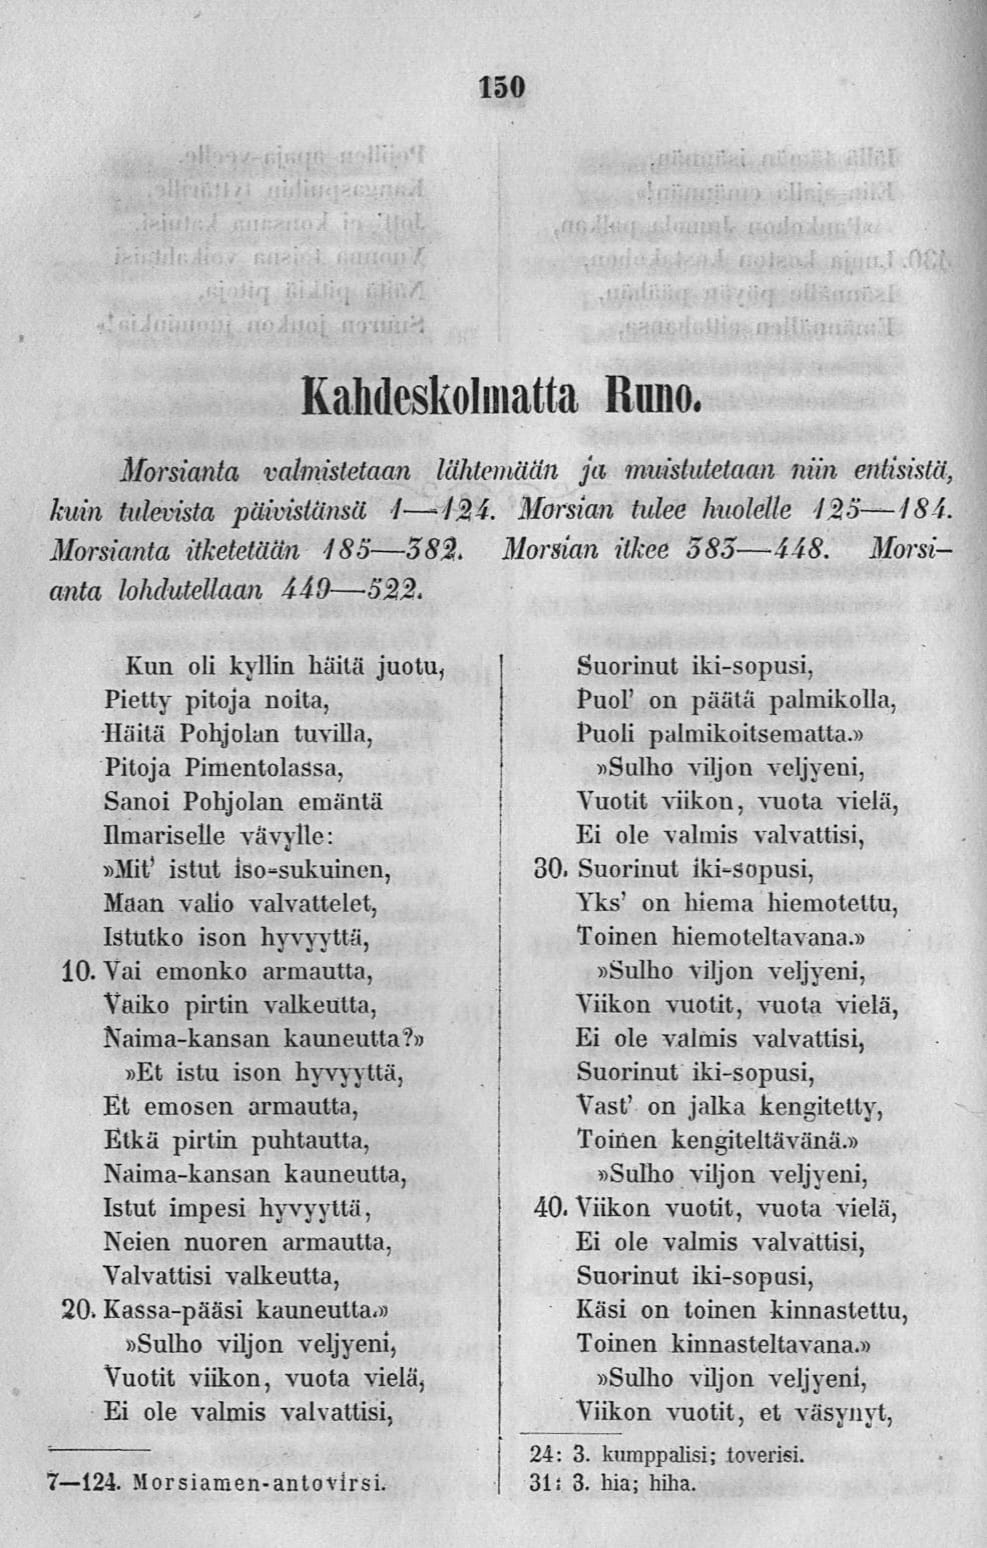 150
Kahdeskolmatta Runo.
Morsianta valmistetaan lähtemään ja muistutetaan niin entisistä,
kuin tulevista päivistänsä 1—124. Morsian tulee huolelle 125—184.
Morsianta itketetään 185—382. Morsian itkee 383—448. Morsi-
anta lohdutellaan 449—522.
Kun oli kyllin häitä juotu,
Pietty pitoja noita,
Häitä Pohjolan tuvilla,
Pitoja Pimentolassa,
Sanoi Pohjolan emäntä
Ilmariselle vävylle:
»Mit' istut iso-sukuinen,
Maan valio valvattelet,
Istutko ison hyvyyttä,
10. Vai emonko armautta,
Vaiko pirtin valkeutta,
Naima-kansan kauneutta?»
»Et istu ison hyvyyttä,
Et emosen armautta,
Etkä pirtin puhtautta,
Naima-kansan kauneutta,
Istut impesi hyvyyttä,
Neien nuoren armautta,
Valvattisi valkeutta,
20. Kassa-pääsi kauneutta.»
»Sulho viljon veljyeni,
Vuotit viikon, vuota vielä,
Ei ole valmis valvattisi,
7—124. Morsiamen-antovirsi.
Suorinut iki-sopusi,
Puol' on päätä palmikolla,
Puoli palmikoitsematta.»
»Sulho viljon veljyeni,
Vuotit viikon, vuota vielä,
Ei ole valmis valvattisi,
30. Suorinut iki-sopusi,
Yks' on hiema hiemotettu,
Toinen hiemoteltavana.»
»Sulho viljon veljyeni,
Viikon vuotit, vuota vielä,
Ei ole valmis valvattisi,
Suorinut iki-sopusi,
Vast' on jalka kengitetty,
Toinen kengiteltävänä.»
»Sulho viljon veljyeni,
40. Viikon vuotit, vuota vielä,
Ei ole valmis valvattisi,
Suorinut iki-sopusi,
Käsi on toinen kinnastettu,
Toinen kinnasteltavana.»
»Sulho viljon veljyeni,
Viikon vuotit, et väsynyt,
24: 3. kumppalisi; toverisi.
31: 3. hia; hiha.